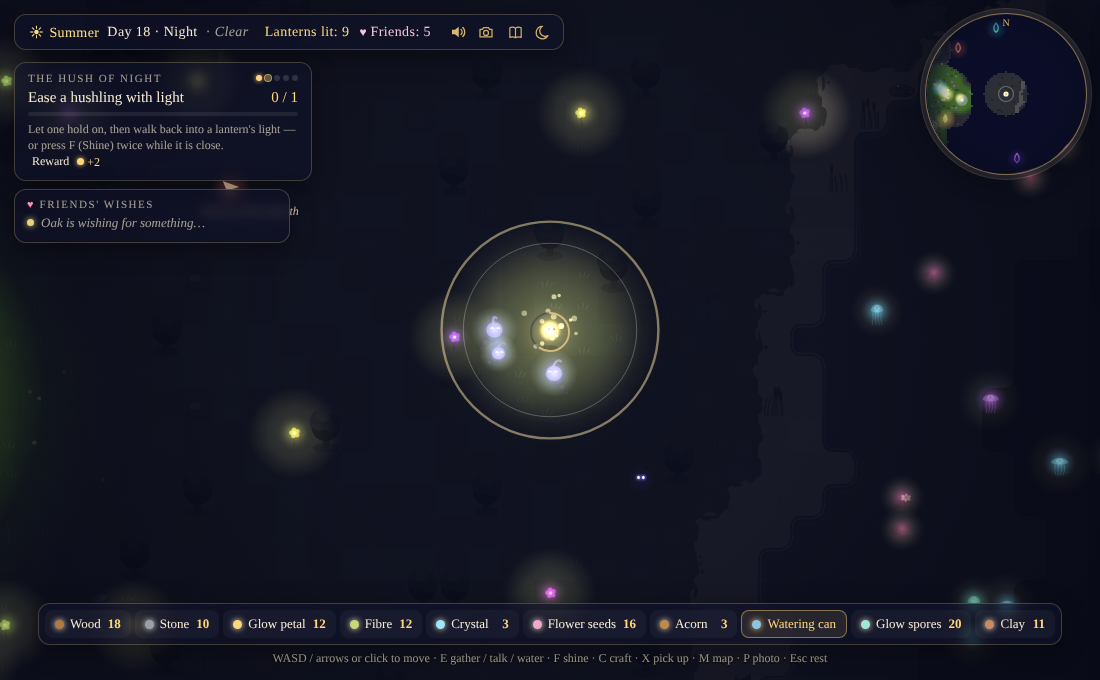 Summer Day 18 · Night · Clear Lanterns lit: 9 ♥ Friends: 5
N
THE HUSH OF NIGHT
Ease a hushling with light 0 / 1
Let one hold on, then walk back into a lantern's light —
or press F (Shine) twice while it is close.
Reward +2
♥ FRIENDS' WISHES
th
Oak is wishing for something…
Wood 18 Stone 10 Glow petal 12 Fibre 12 Crystal 3 Flower seeds 16 Acorn 3 Watering can Glow spores 20 Clay 11
WASD / arrows or click to move · E gather / talk / water · F shine · C craft · X pick up · M map · P photo · Esc rest